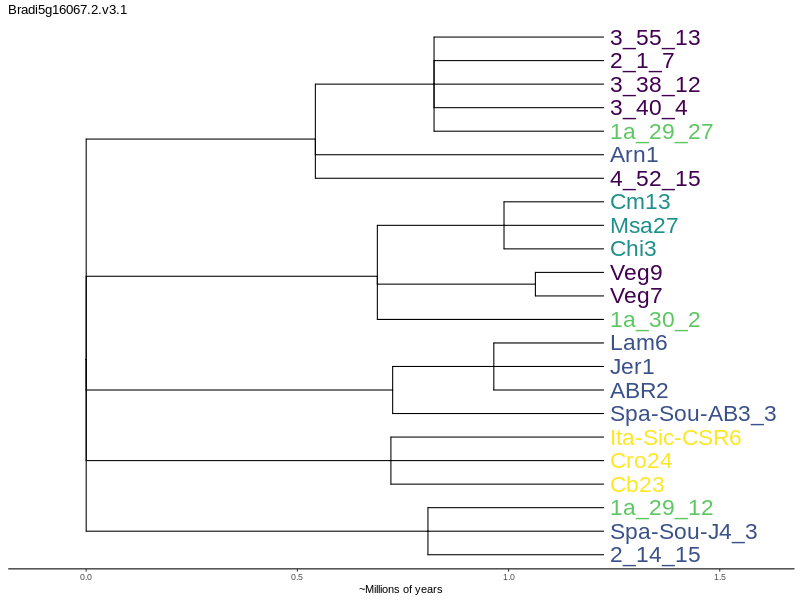 Bradi5g16067.2.v3.1
3_55_13
2_1_7
3_38_12
3_40_4
1a_29_27
Arn1
4_52_15
Cm13
Msa27
Chi3
Veg9
Veg7
1a_30_2
Lam6
Jer1
ABR2
Spa-Sou-AB3_3
Ita-Sic-CSR6
Cro24
Cb23
1a_29_12
Spa-Sou-J4_3
2_14_15
0.0 0.5 1.0 1.5
~Millions of years